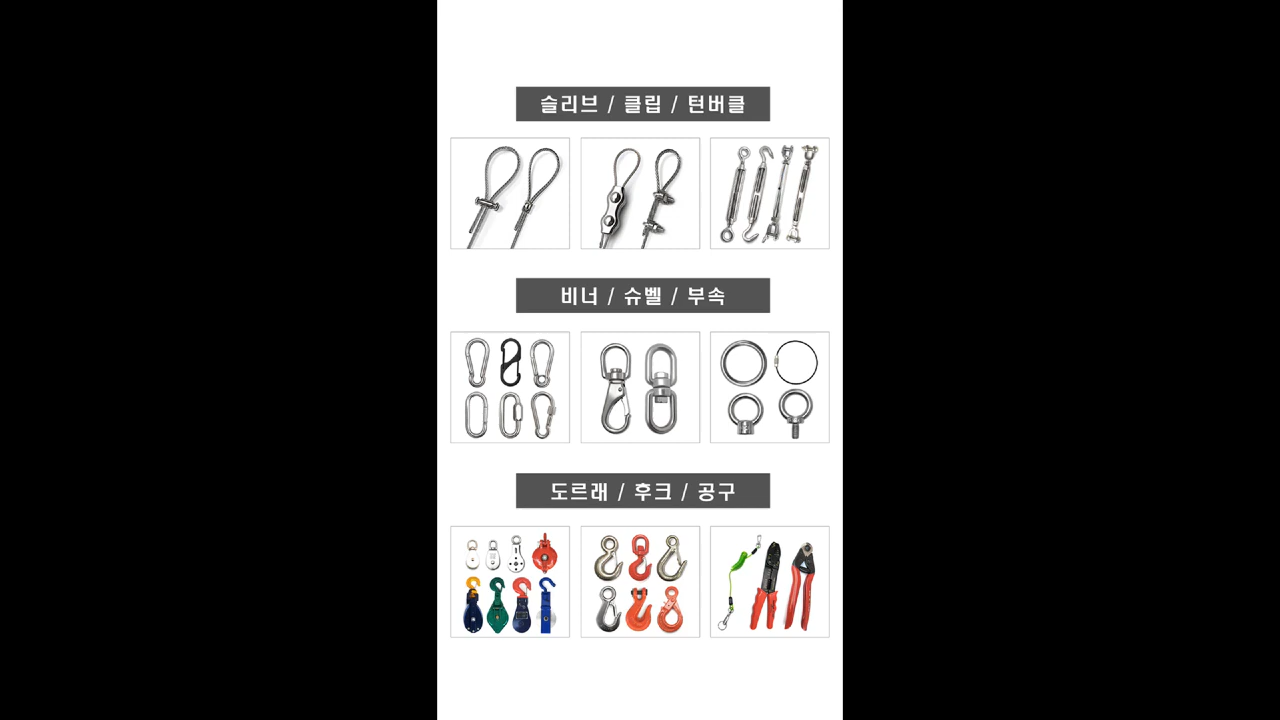 슬리브 / 클립 / 턴버클
비너 / 슈벨 / 부속
도르래 / 후크 / 공구